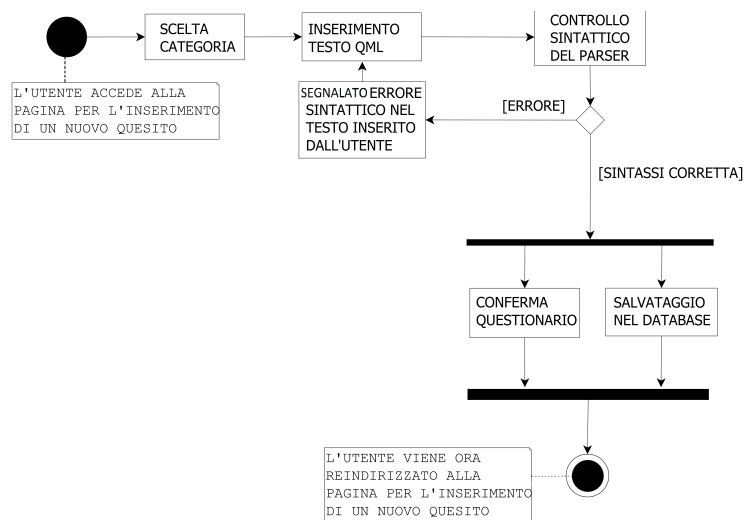 SCELTA
CATEGORIA
INSERIMENTO
TESTO QML
CONTROLLO
SINTATTICO
DEL PARSER
L'UTENTE ACCEDE ALLA
PAGINA PER L'INSERIMENTO
DI UN NUOVO QUESITO
SEGNALATO ERRORE
SINTATTICO NEL
TESTO INSERITO
DALL'UTENTE
[ERRORE]
[SINTASSI CORRETTA]
CONFERMA
QUESTIONARIO
SALVATAGGIO
NEL DATABASE
L'UTENTE VIENE ORA
REINDIRIZZATO ALLA
PAGINA PER L'INSERIMENTO
DI UN NUOVO QUESITO